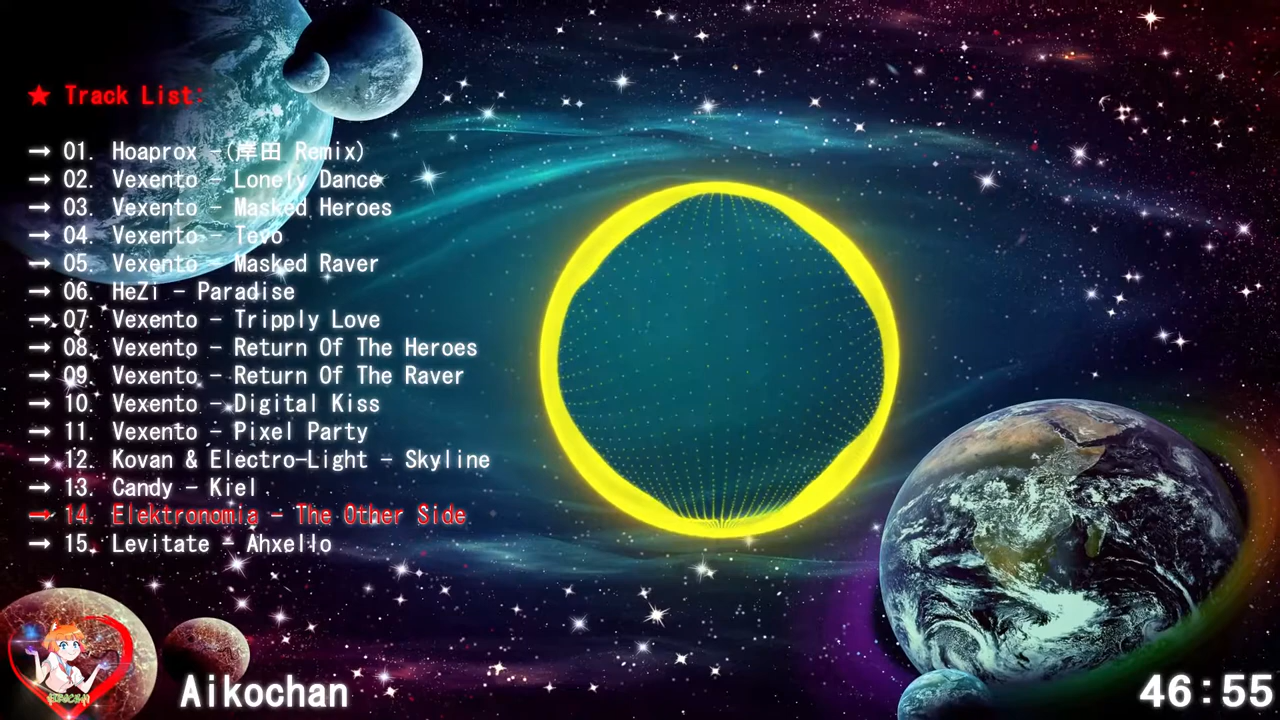 ★ Track List:
→ 01. Hoaprox -(岸田 Remix)
→ 02. Vexento - Lonely Dance
→ 03. Vexento - Masked Heroes
→ 04. Vexento - Tevo
→ 05. Vexento - Masked Raver
→ 06. HeZi - Paradise
→ 07. Vexento - Tripply Love
→ 08. Vexento - Return Of The Heroes
→ 09. Vexento - Return Of The Raver
→ 10. Vexento - Digital Kiss
→ 11. Vexento - Pixel Party
→ 12. Kovan & Electro-Light - Skyline
→ 13. Candy - Kiel
→ 14. Elektronomia - The Other Side
→ 15. Levitate - Ahxello
Aikochan
46:55